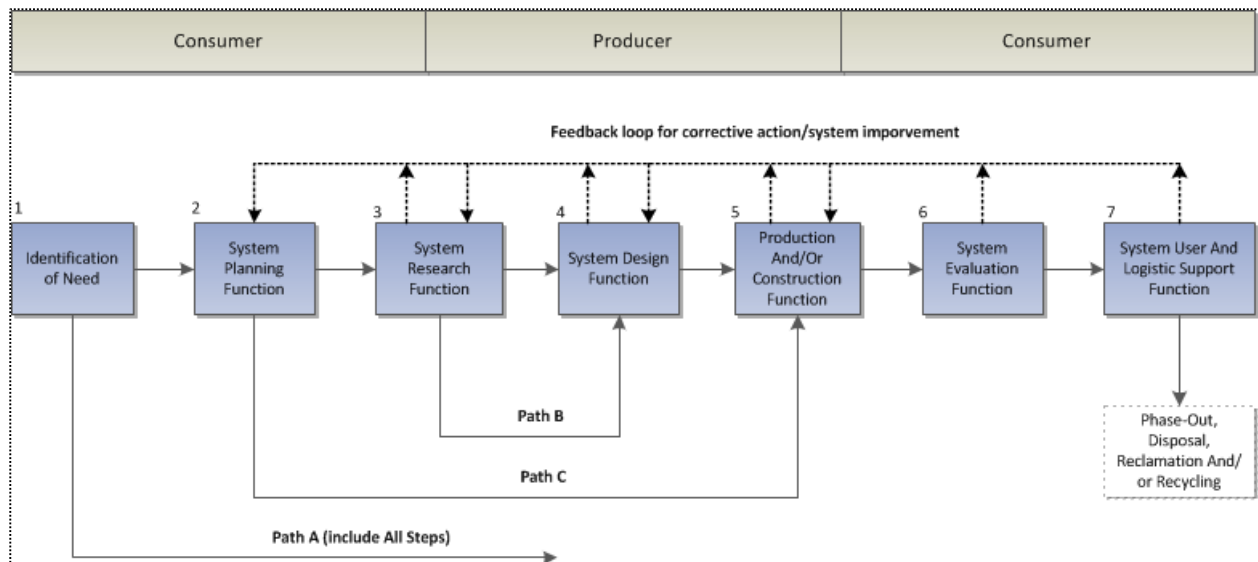 Consumer
Producer
Consumer
Feedback loop for corrective action/system imporvement
1
2
3
4
5
6
7
Identification
of Need
System
Planning
Function
System
Research
Function
System Design
Function
Production
And/Or
Construction
Function
System
Evaluation
Function
System User And
Logistic Support
Function
Path B
Path C
Path A (include All Steps)
Phase-Out,
Disposal,
Reclamation And/
or Recycling